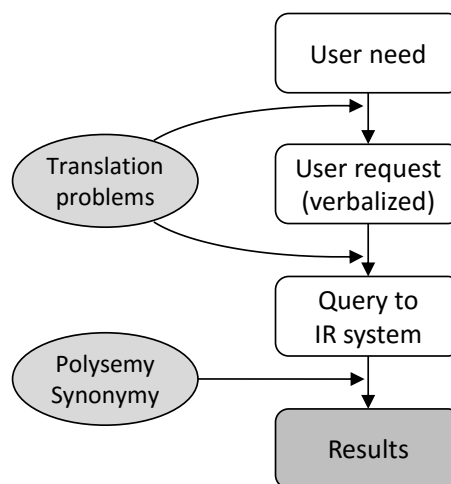 User need
Translation
problems
User request
(verbalized)
Query to
IR system
Polysemy
Synonymy
Results